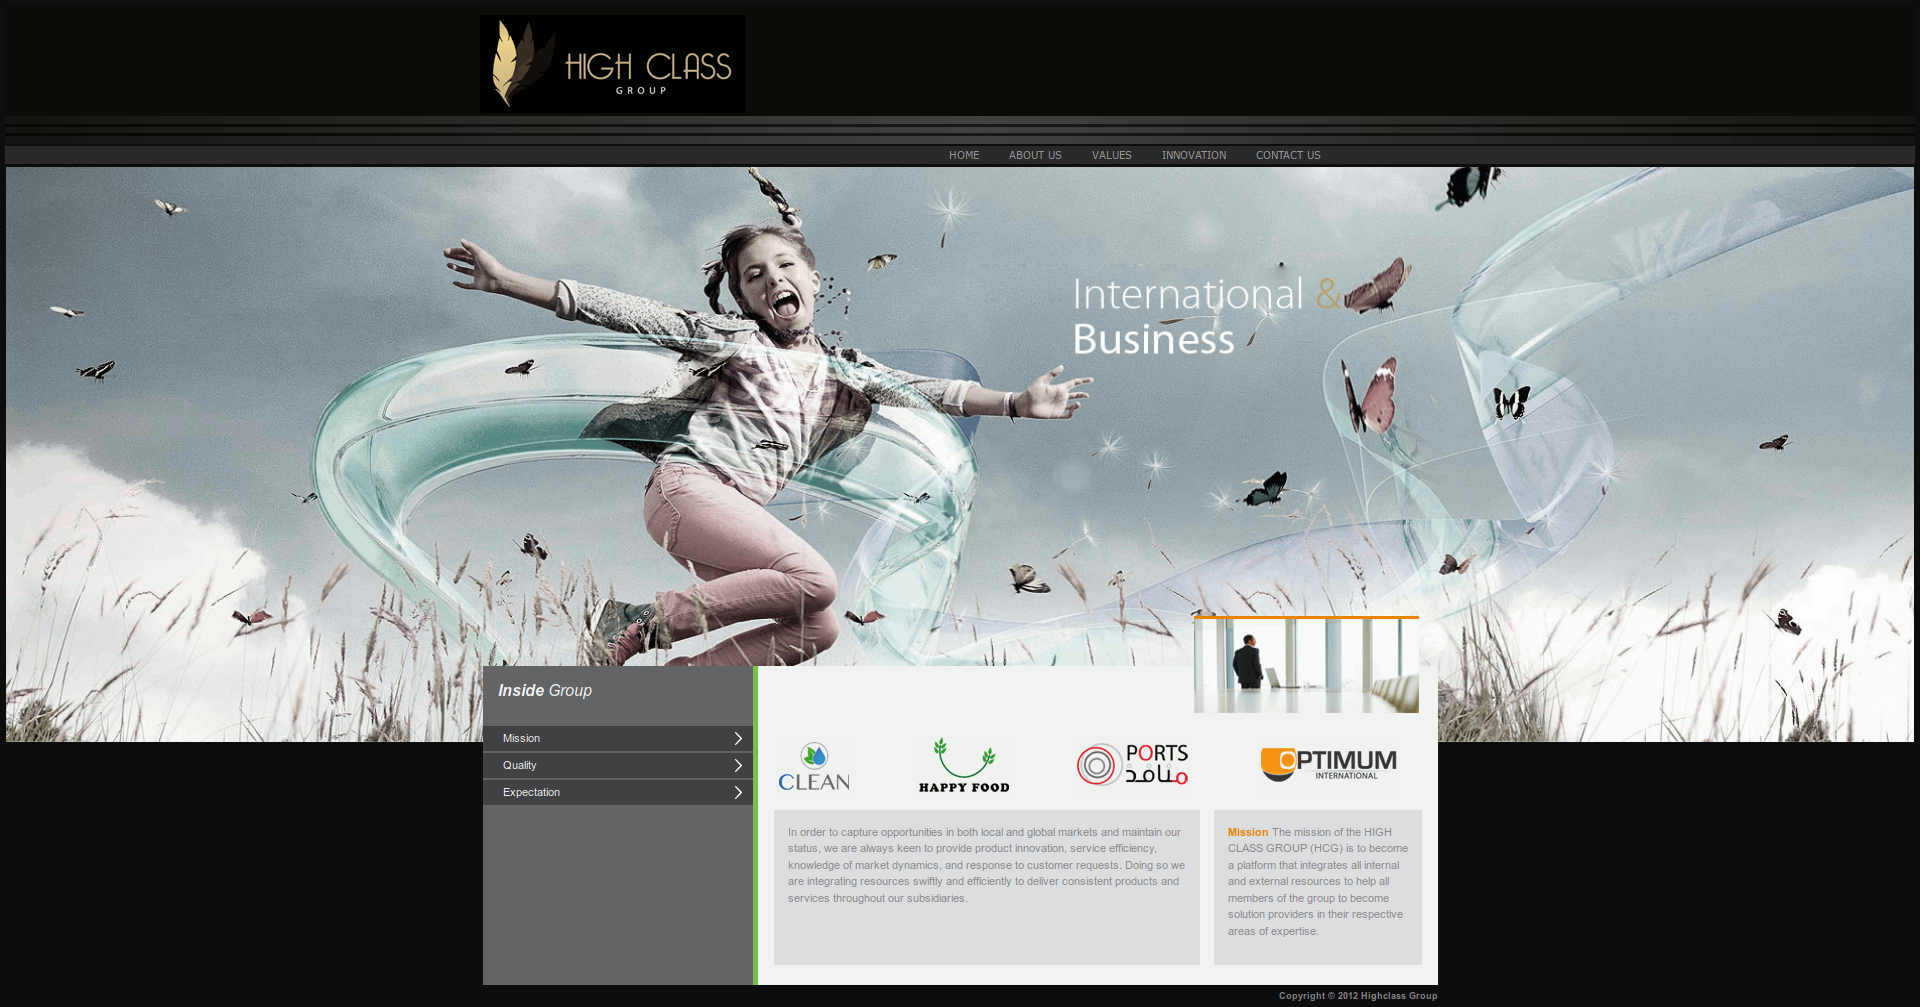 HIGH CLASS
GROUP
HOME ABOUT US VALUES INNOVATION CONTACT US
International &
Business
Inside Group
Mission
Quality
Expectation
CLEAN
HAPPY FOOD
PORTS
منافذ
OPTIMUM
INTERNATIONAL
In order to capture opportunities in both local and global markets and maintain our
status, we are always keen to provide product innovation, service efficiency,
knowledge of market dynamics, and response to customer requests. Doing so we
are integrating resources swiftly and efficiently to deliver consistent products and
services throughout our subsidiaries.
Mission The mission of the HIGH
CLASS GROUP (HCG) is to become
a platform that integrates all internal
and external resources to help all
members of the group to become
solution providers in their respective
areas of expertise.
Copyright © 2012 Highclass Group